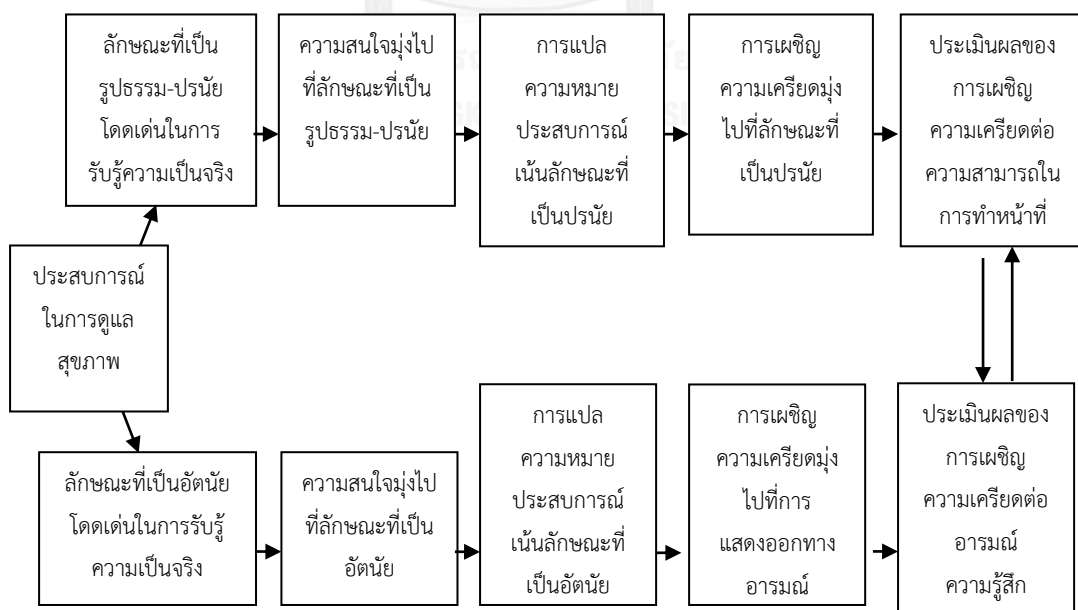 ลักษณะที่เป็น
รูปธรรม-ปรนัย
โดดเด่นในการ
รับรู้ความเป็นจริง
ความสนใจมุ่งไป
ที่ลักษณะที่เป็น
รูปธรรม-ปรนัย
การแปล
ความหมาย
ประสบการณ์
เน้นลักษณะที่
เป็นปรนัย
การเผชิญ
ความเครียดมุ่ง
ไปที่ลักษณะที่
เป็นปรนัย
ประเมินผลของ
การเผชิญ
ความเครียดต่อ
ความสามารถใน
การทำหน้าที่
ประสบการณ์
ในการดูแล
สุขภาพ
ลักษณะที่เป็นอัตนัย
โดดเด่นในการรับรู้
ความเป็นจริง
ความสนใจมุ่งไป
ที่ลักษณะที่เป็น
อัตนัย
การแปล
ความหมาย
ประสบการณ์
เน้นลักษณะที่
เป็นอัตนัย
การเผชิญ
ความเครียดมุ่ง
ไปที่การ
แสดงออกทาง
อารมณ์
ประเมินผลของ
การเผชิญ
ความเครียดต่อ
อารมณ์
ความรู้สึก